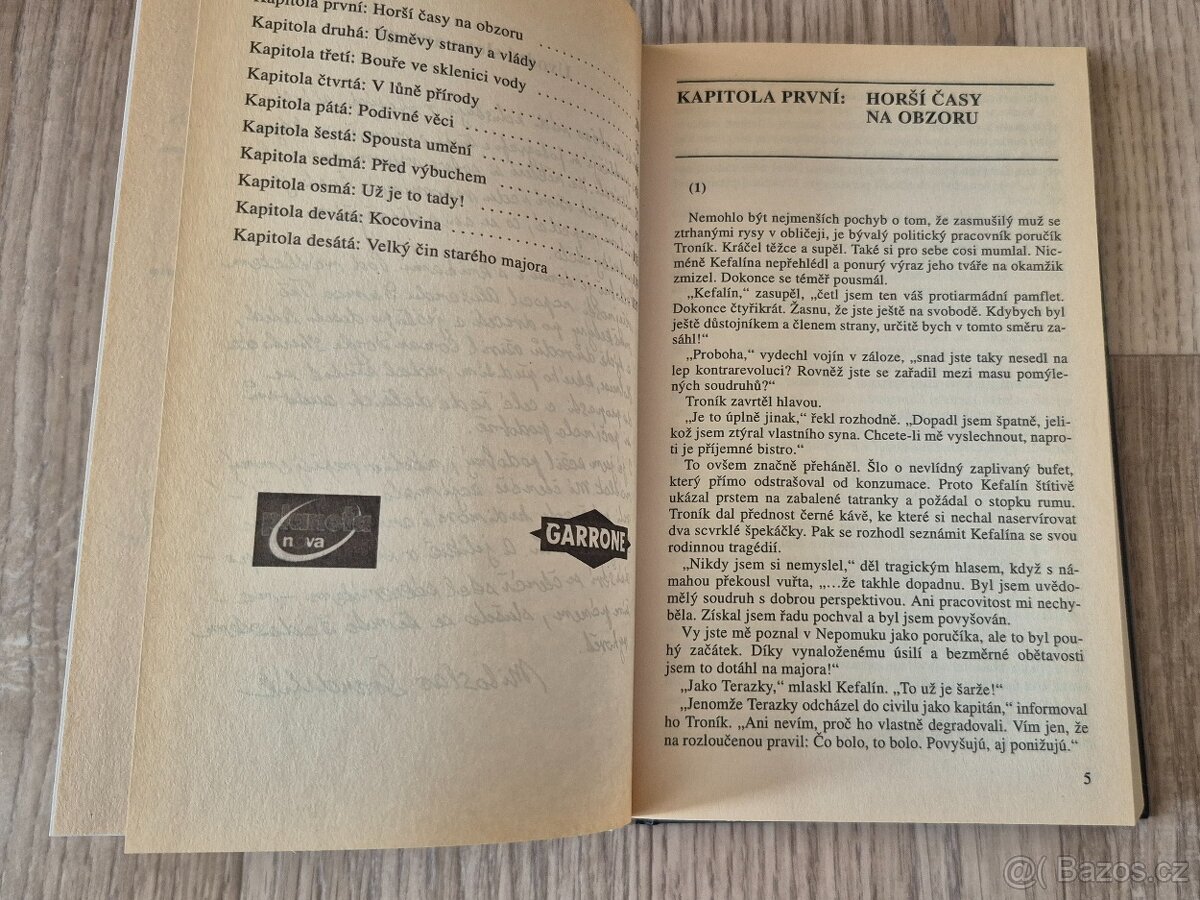 Kapitola první: Horší časy na obzoru ..........
Kapitola druhá: Úsměvy strany a vlády ..........
Kapitola třetí: Bouře ve sklenici vody ..........
Kapitola čtvrtá: V lůně přírody ..........
Kapitola pátá: Podivné věci ..........
Kapitola šestá: Spousta umění ..........
Kapitola sedmá: Před výbuchem ..........
Kapitola osmá: Už je to tady! ..........
Kapitola devátá: Kocovina ..........
Kapitola desátá: Velký čin starého majora ..........
nova
GARRONE
KAPITOLA PRVNÍ: HORŠÍ ČASY
NA OBZORU
(1)
Nemohlo být nejmenších pochyb o tom, že zasmušilý muž se
ztrhanými rysy v obličeji, je bývalý politický pracovník poručík
Troník. Kráčel těžce a supěl. Také si pro sebe cosi mumlal. Nic-
méně Kefalína nepřehlédl a ponurý výraz jeho tváře na okamžik
zmizel. Dokonce se téměř pousmál.
„Kefalín,“ zasupěl, „četl jsem ten váš protiarmádní pamflet.
Dokonce čtyřikrát. Žasnu, že jste ještě na svobodě. Kdybych byl
ještě důstojníkem a členem strany, určitě bych v tomto směru za-
sáhl!“
„Proboha,“ vydechl vojín v záloze, „snad jste taky nesedl na
lep kontrarevoluci? Rovněž jste se zařadil mezi masu pomýle-
ných soudruhů?“
Troník zavrtěl hlavou.
„Je to úplně jinak,“ řekl rozhodně. „Dopadl jsem špatně, jeli-
kož jsem ztýral vlastního syna. Chcete-li mě vyslechnout, napro-
ti je příjemné bistro.“
To ovšem značně přeháněl. Šlo o nevlídný zaplivaný bufet,
který přímo odstrašoval od konzumace. Proto Kefalín štítivě
ukázal prstem na zabalené tatranky a požádal o stopku rumu.
Troník dal přednost černé kávě, ke které si nechal naservírovat
dva scvrklé špekáčky. Pak se rozhodl seznámit Kefalína se svou
rodinnou tragédií.
„Nikdy jsem si nemyslel,“ děl tragickým hlasem, když s ná-
mahou překousl vuřta, „...že takhle dopadnu. Byl jsem uvědo-
mělý soudruh s dobrou perspektivou. Ani pracovitost mi nechy-
běla. Získal jsem řadu pochval a byl jsem povyšován.
Vy jste mě poznal v Nepomuku jako poručíka, ale to byl pou-
hý začátek. Díky vynaloženému úsilí a bezměrné obětavosti
jsem to dotáhl na majora!“
„Jako Terazky,“ mlaskl Kefalín. „To už je šarže!“
„Jenomže Terazky odcházel do civilu jako kapitán,“ informoval
ho Troník. „Ani nevím, proč ho vlastně degradovali. Vím jen, že
na rozloučenou pravil: Čo bolo, to bolo. Povyšujú, aj ponižujú.“
5
Bazos.cz